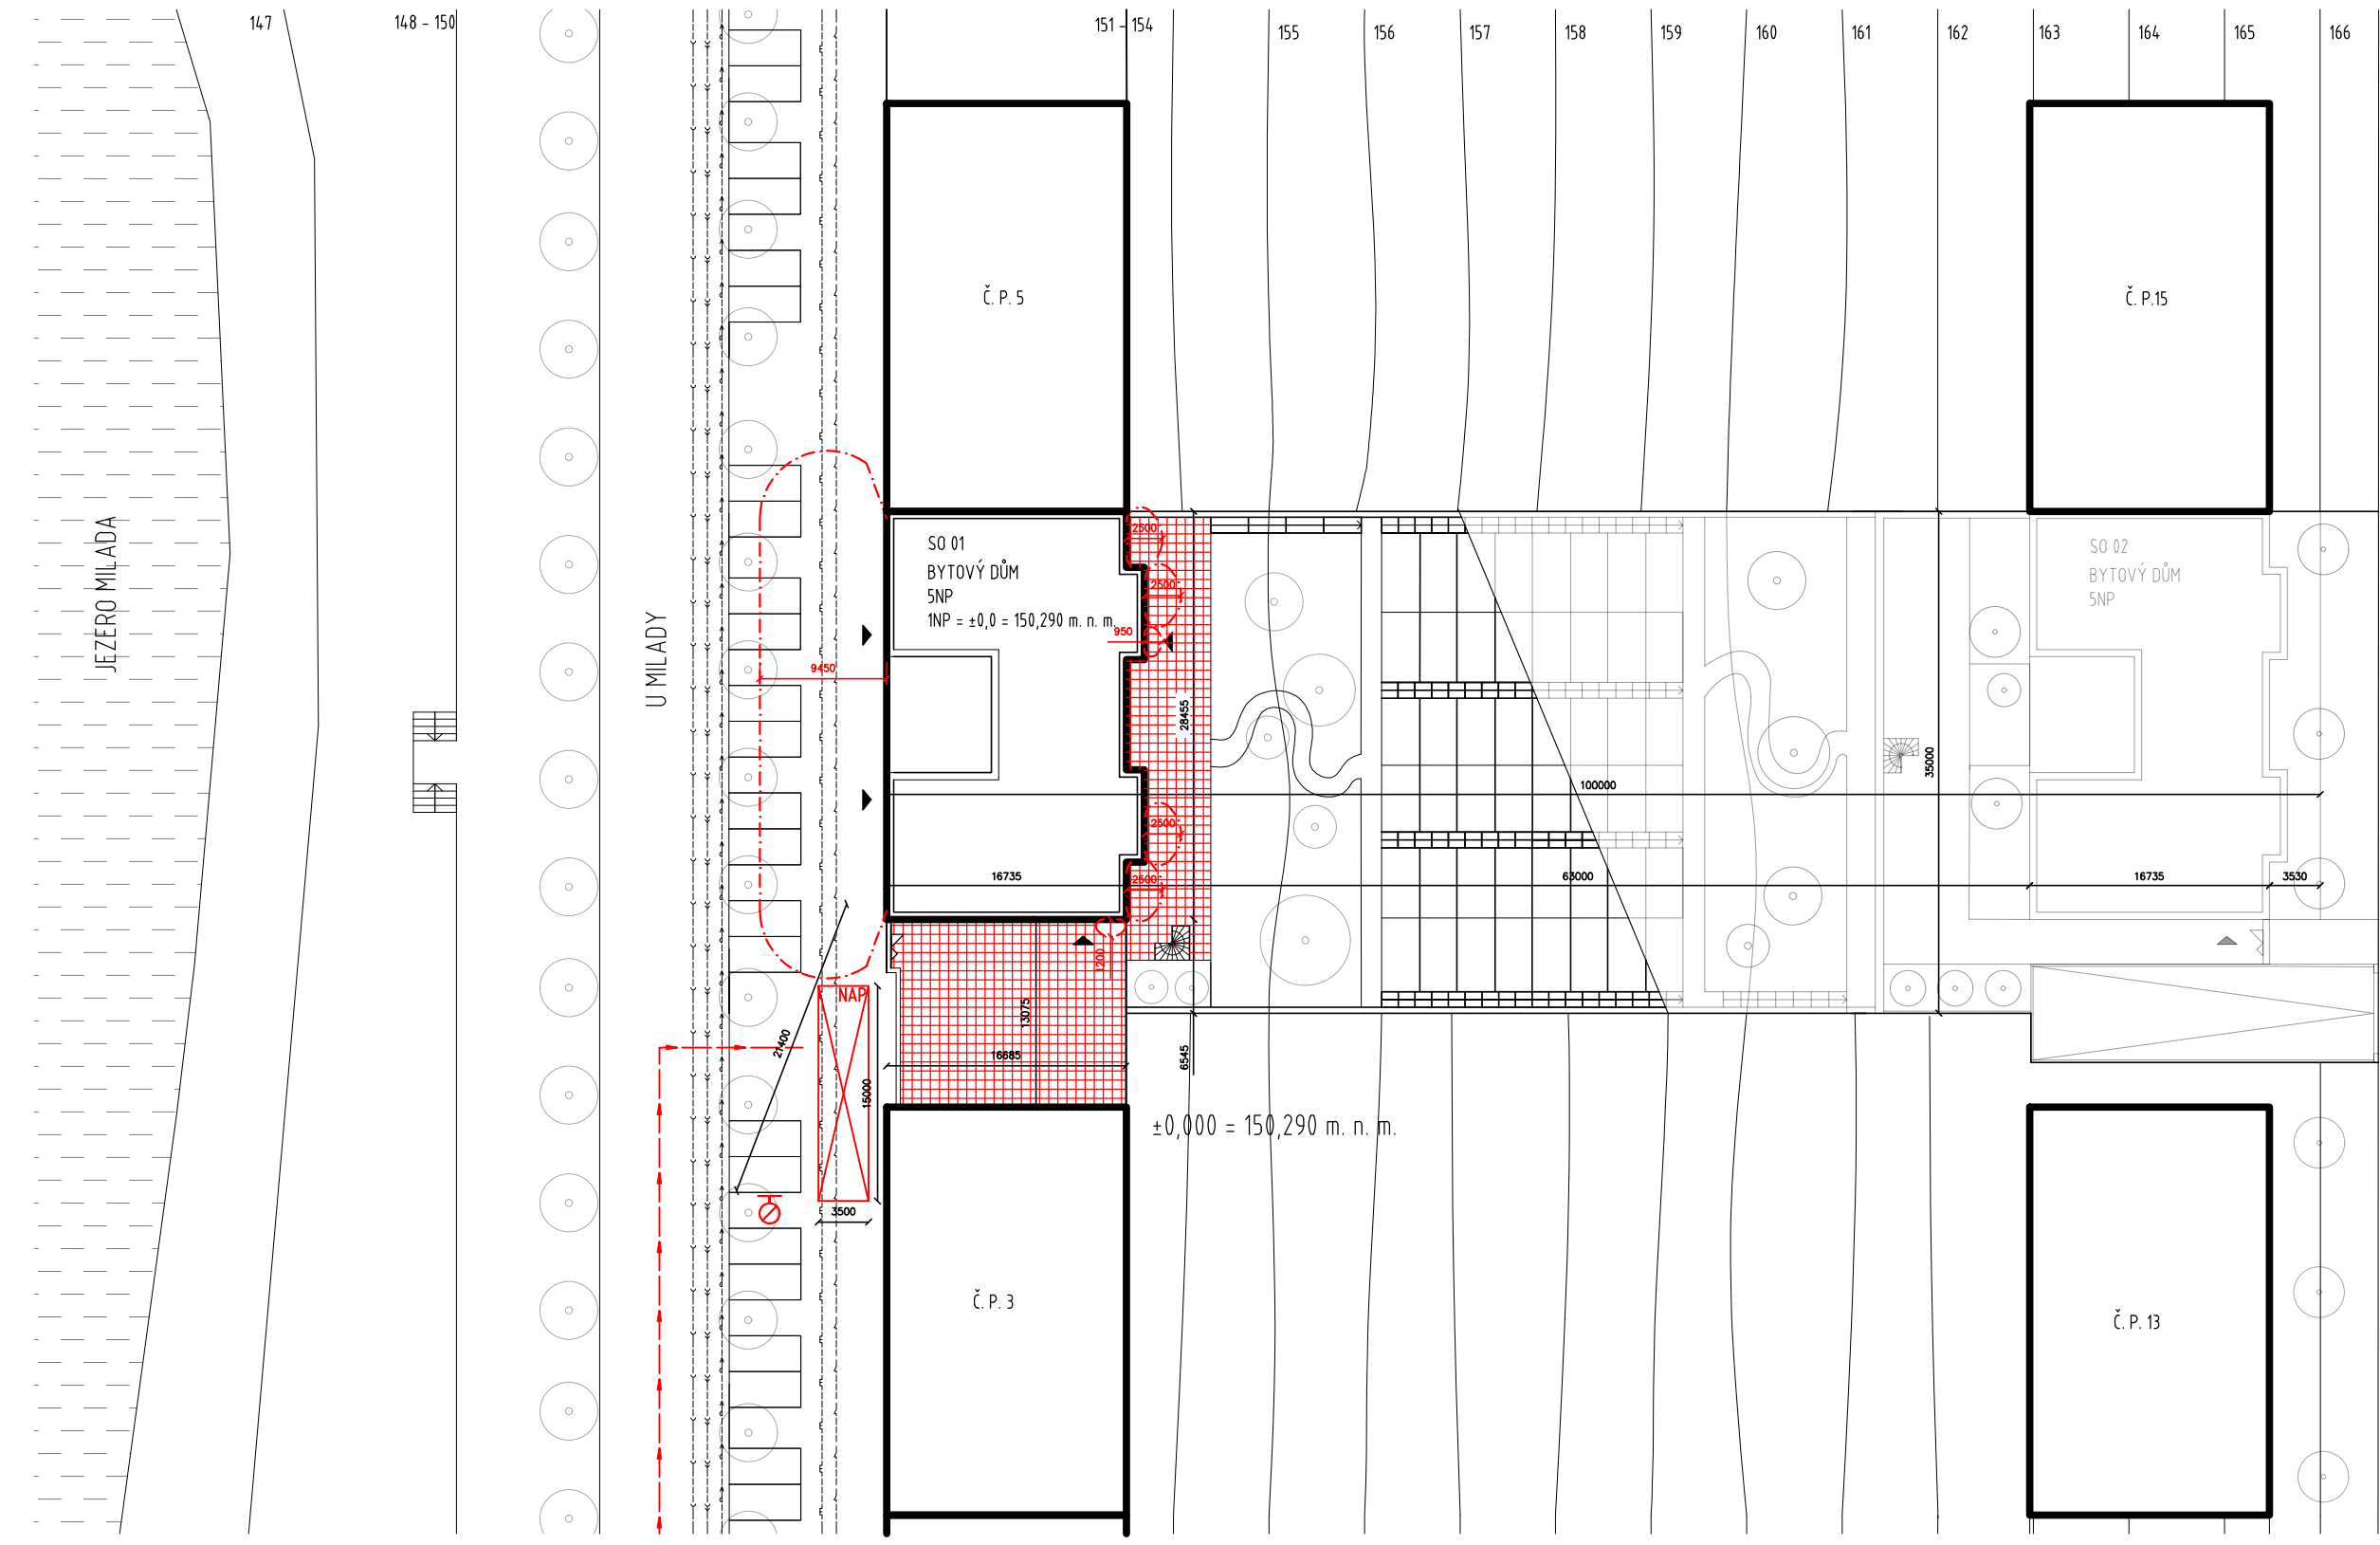 147
148 - 150
151 - 154
155
156
157
158
159
160
161
162
163
164
165
166
Č. P. 5
Č. P.15
JEZERO MILADA
U MILADY
SO 01
BYTOVÝ DŮM
5NP
1NP = ±0,0 = 150,290 m. n. m.
SO 02
BYTOVÝ DŮM
5NP
2500
2500
950
9450
28455
35000
100000
2500
2500
16735
63000
16735
3530
1200
NAP
13075
21400
16685
6545
15000
3500
±0,000 = 150,290 m. n. m.
Č. P. 3
Č. P. 13